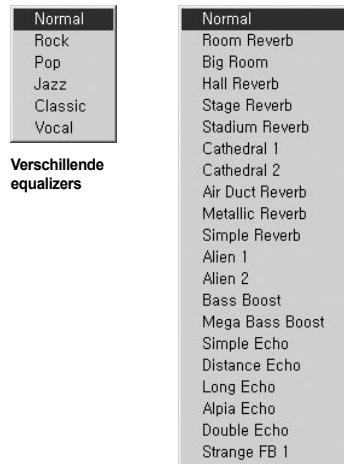 Normal
Rock
Pop
Jazz
Classic
Vocal
Verschillende
equalizers
Normal
Room Reverb
Big Room
Hall Reverb
Stage Reverb
Stadium Reverb
Cathedral 1
Cathedral 2
Air Duct Reverb
Metallic Reverb
Simple Reverb
Alien 1
Alien 2
Bass Boost
Mega Bass Boost
Simple Echo
Distance Echo
Long Echo
Alpia Echo
Double Echo
Strange FB 1